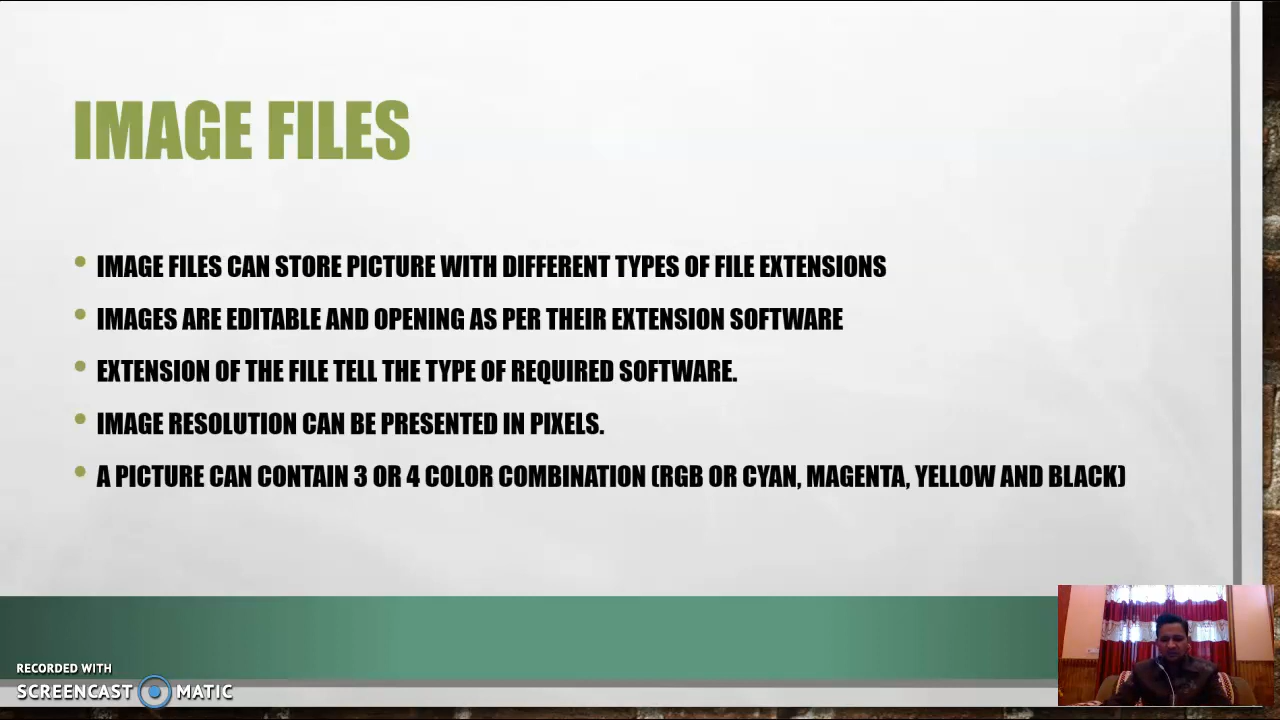 IMAGE FILES
IMAGE FILES CAN STORE PICTURE WITH DIFFERENT TYPES OF FILE EXTENSIONS
IMAGES ARE EDITABLE AND OPENING AS PER THEIR EXTENSION SOFTWARE
EXTENSION OF THE FILE TELL THE TYPE OF REQUIRED SOFTWARE.
IMAGE RESOLUTION CAN BE PRESENTED IN PIXELS.
A PICTURE CAN CONTAIN 3 OR 4 COLOR COMBINATION (RGB OR CYAN, MAGENTA, YELLOW AND BLACK)
RECORDED WITH
SCREENCAST MATIC